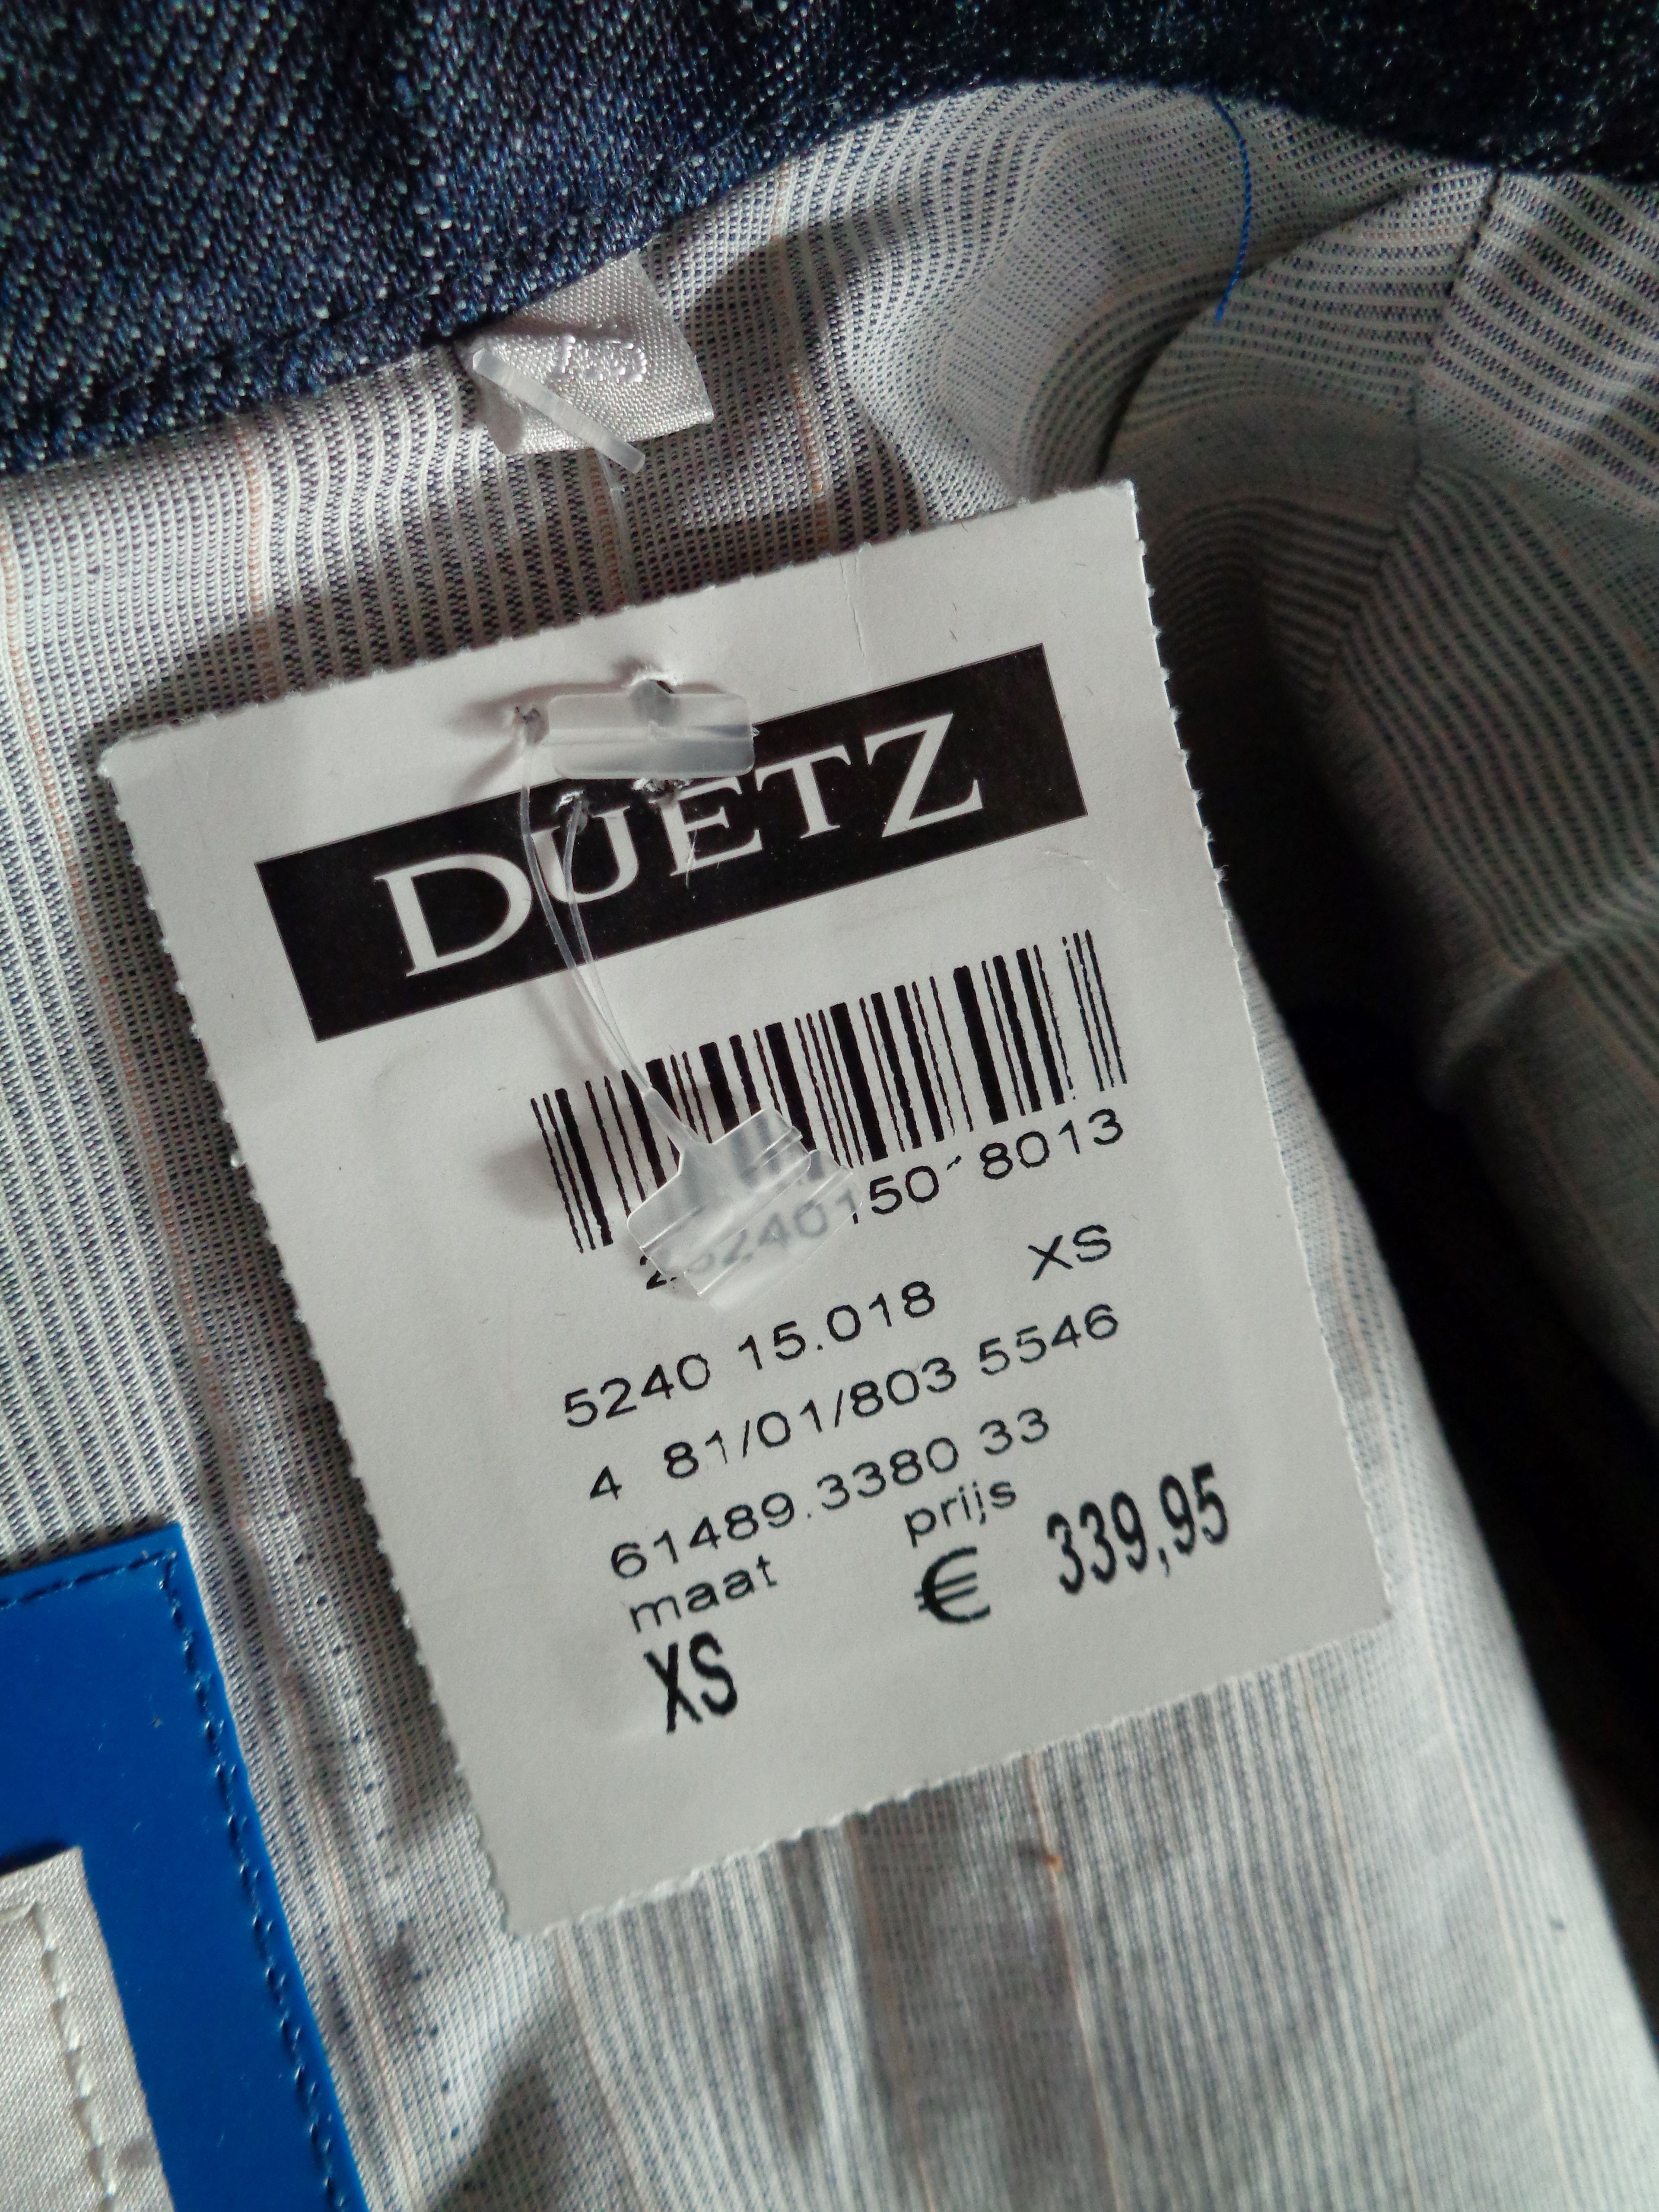 DUETZ
50 8013
5240 15.018 XS
4 81/01/803 5546
61489.3380 33
maat prijs
XS € 339,95